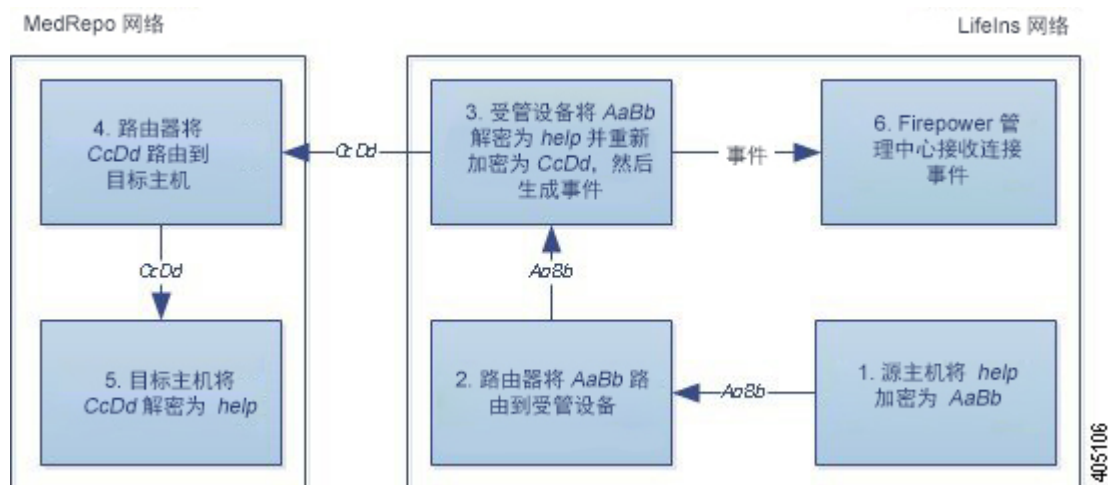 MedRepo 网络
LifeIns 网络
4. 路由器将
CcDd 路由到
目标主机
CcDd
3. 受管设备将 AaBb
解密为 help 并重新
加密为 CcDd，然后
生成事件
事件
6. Firepower 管
理中心接收连接
事件
CcDd
AaBb
5. 目标主机将
CcDd 解密为 help
2. 路由器将 AaBb 路
由到受管设备
AaBb
1. 源主机将 help
加密为 AaBb
405106